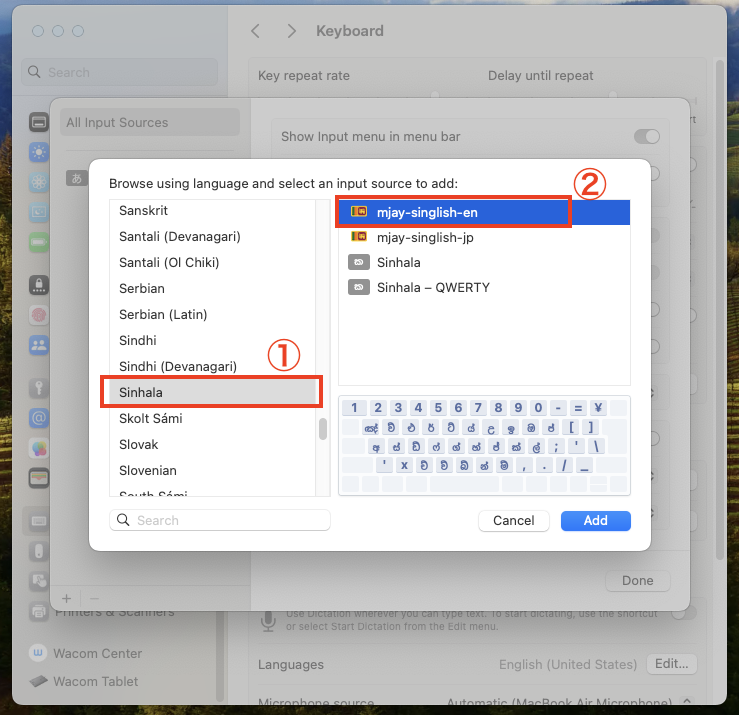 Keyboard
Search
Key repeat rate
Delay until repeat
All Input Sources
Show Input menu in menu bar
あ
Browse using language and select an input source to add:
②
Sanskrit
Santali (Devanagari)
Santali (Ol Chiki)
Serbian
Serbian (Latin)
Sindhi
Sindhi (Devanagari)
①
Sinhala
Skolt Sámi
Slovak
Slovenian
South Sámi
Search
mjay-singlish-en
mjay-singlish-jp
Sinhala
Sinhala – QWERTY
1 2 3 4 5 6 7 8 9 0 - = ¥
[ ]
; ' \
' x , . / _
Cancel
Add
+ −
Done
Printers & Scanners
Use Dictation wherever you can type text. To start dictating, use the shortcut
or select Start Dictation from the Edit menu.
Wacom Center
Languages
English (United States)
Edit...
Wacom Tablet
Microphone source
Automatic (MacBook Air Microphone)